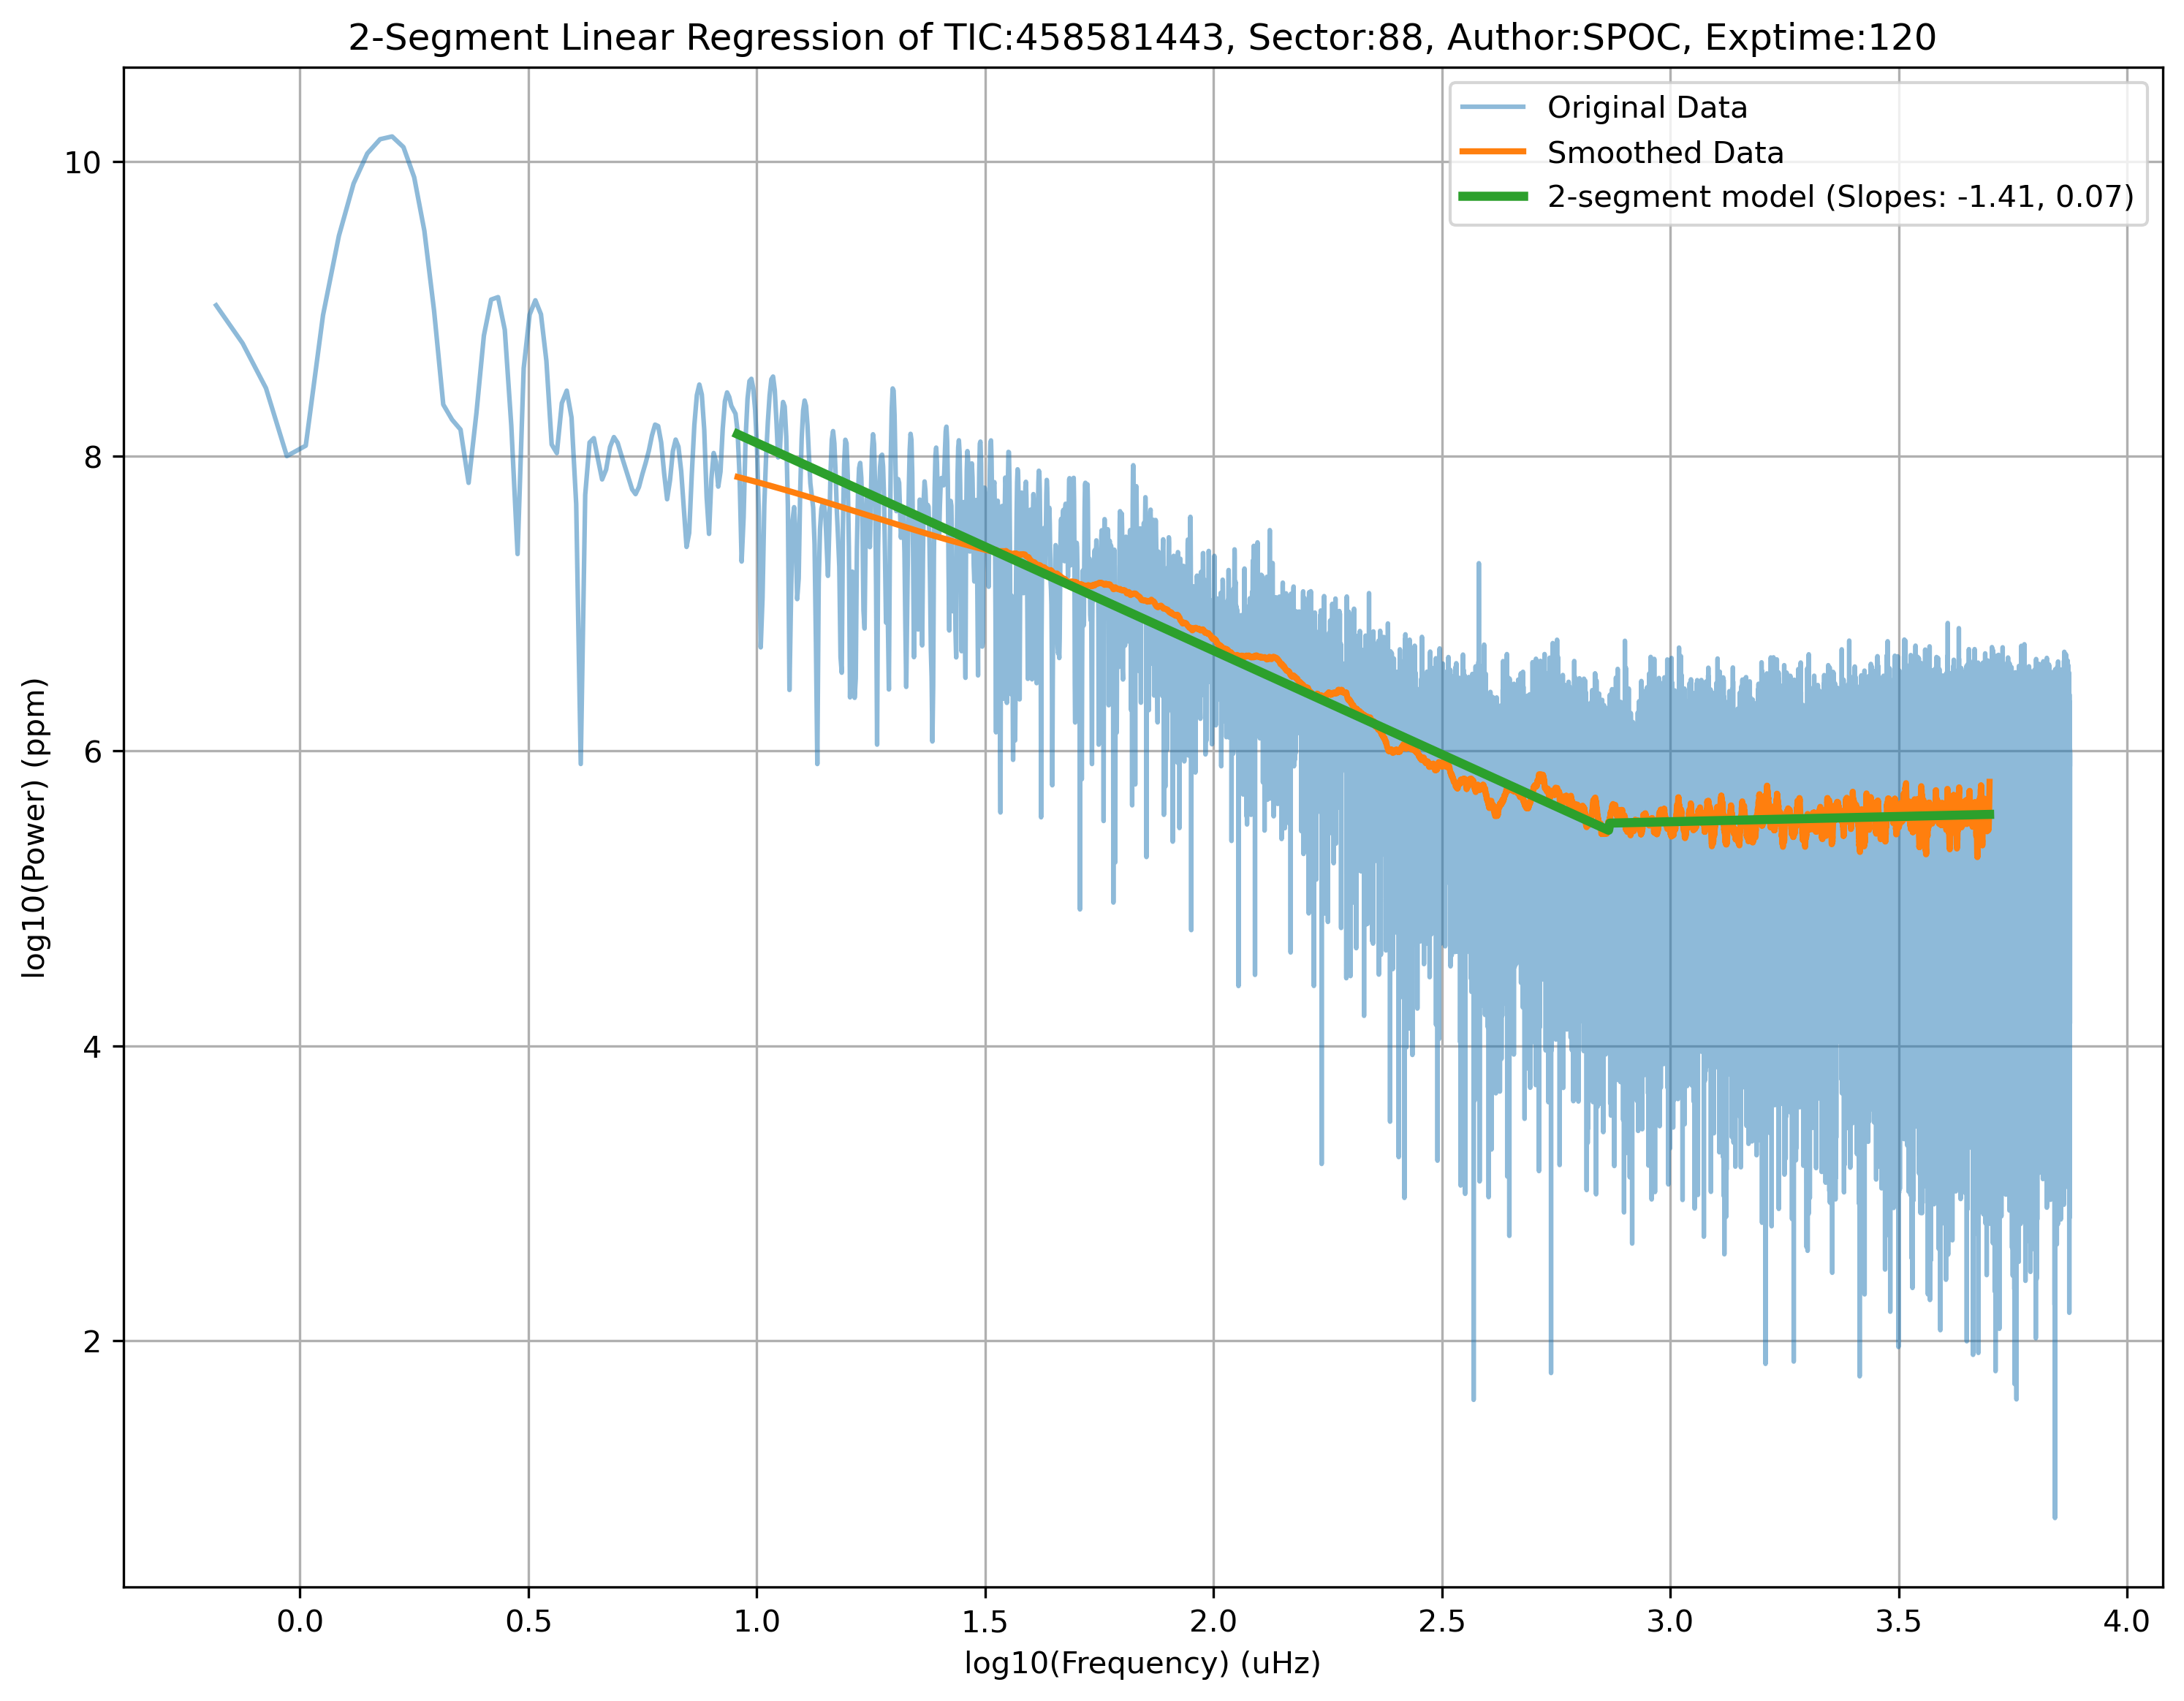 2-Segment Linear Regression of TIC:458581443, Sector:88, Author:SPOC, Exptime:120
Original Data
Smoothed Data
2-segment model (Slopes: -1.41, 0.07)
log10(Power) (ppm)
10
8
6
4
2
0.0 0.5 1.0 1.5 2.0 2.5 3.0 3.5 4.0
log10(Frequency) (uHz)